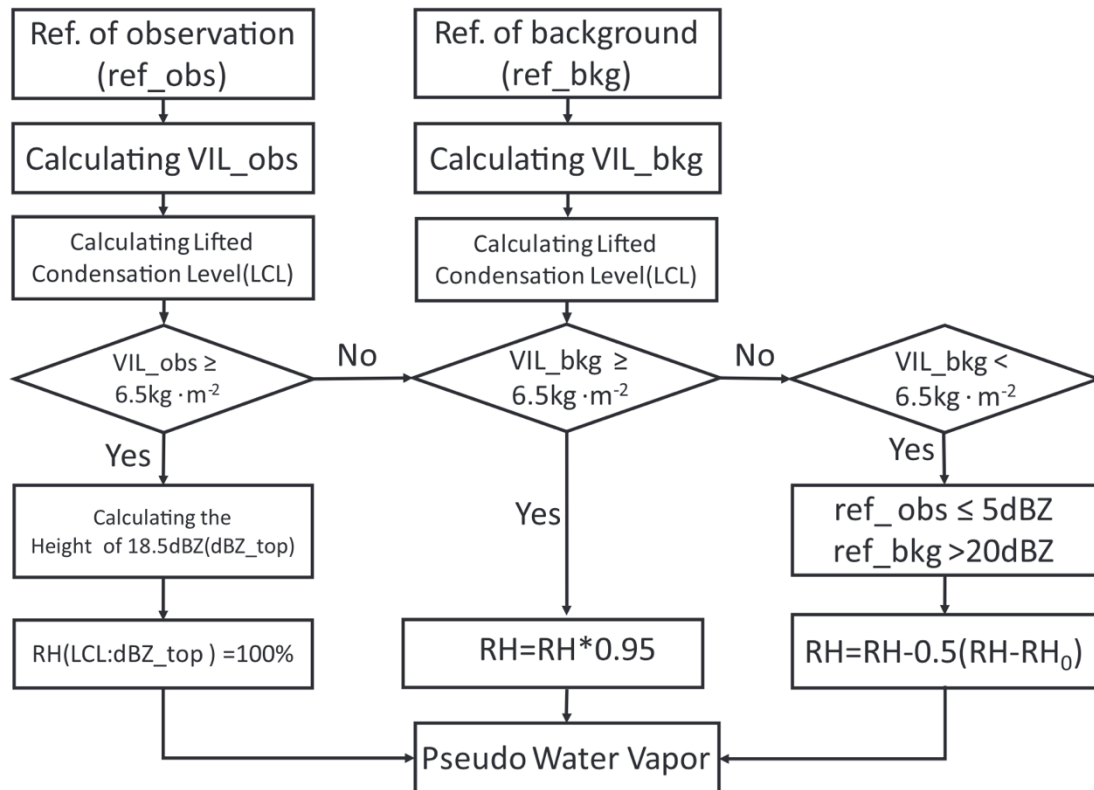 Ref. of observation
(ref_obs)
Ref. of background
(ref_bkg)
Calculating VIL_obs
Calculating VIL_bkg
Calculating Lifted
Condensation Level(LCL)
Calculating Lifted
Condensation Level(LCL)
VIL_obs ≥
6.5kg · m⁻²
No
VIL_bkg ≥
6.5kg · m⁻²
No
VIL_bkg <
6.5kg · m⁻²
Yes
Yes
Yes
Calculating the
Height of 18.5dBZ(dBZ_top)
ref_ obs ≤ 5dBZ
ref_bkg >20dBZ
RH(LCL:dBZ_top ) =100%
RH=RH*0.95
RH=RH-0.5(RH-RH₀)
Pseudo Water Vapor